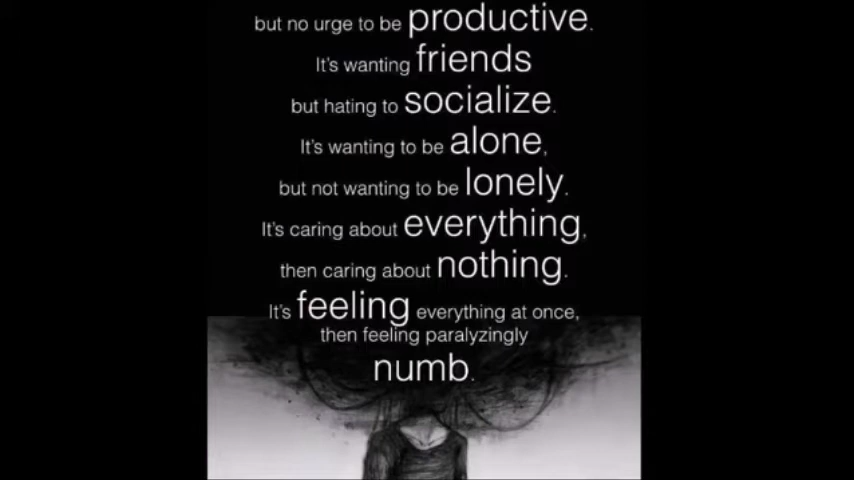 but no urge to be productive.
It's wanting friends
but hating to socialize.
It's wanting to be alone,
but not wanting to be lonely.
It's caring about everything,
then caring about nothing.
It's feeling everything at once,
then feeling paralyzingly
numb.